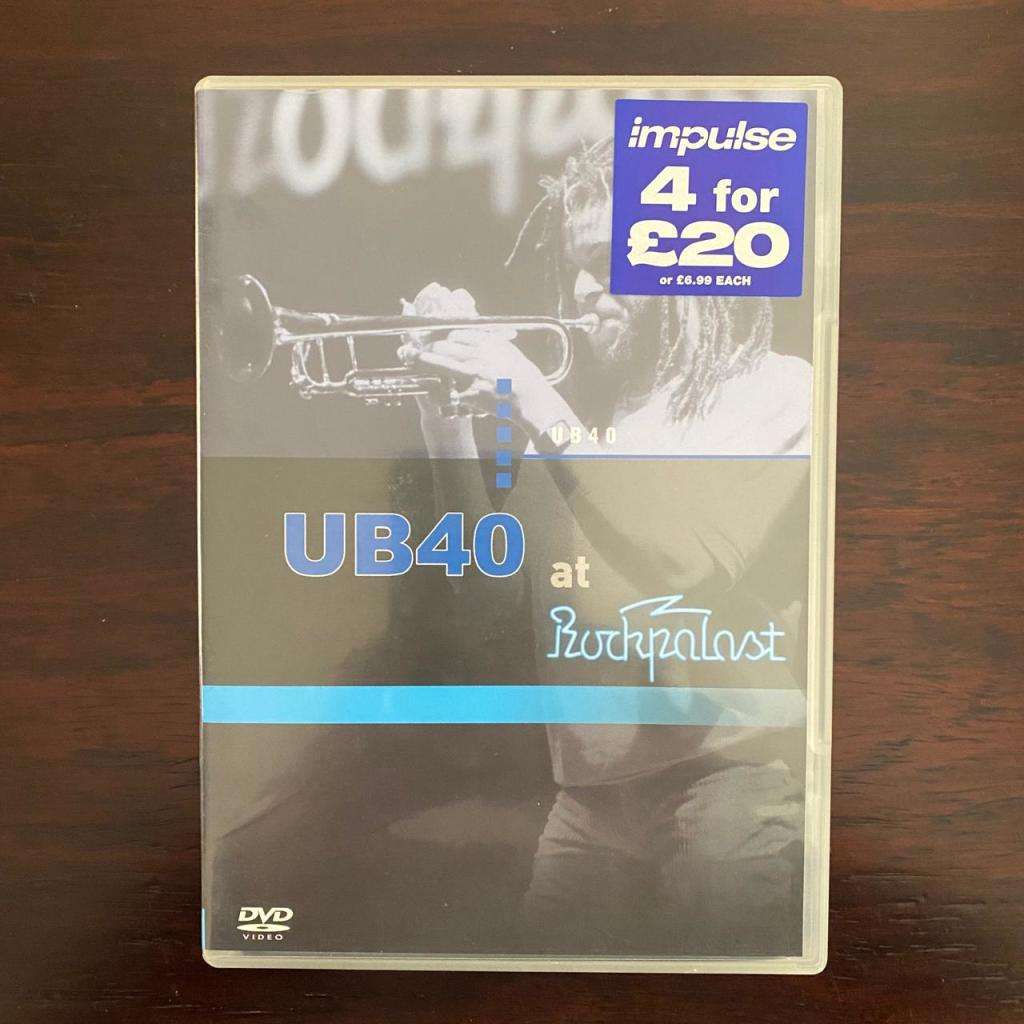 impulse
4 for
£20
or £6.99 EACH
UB40
UB40 at
Rockpalast
DVD
VIDEO